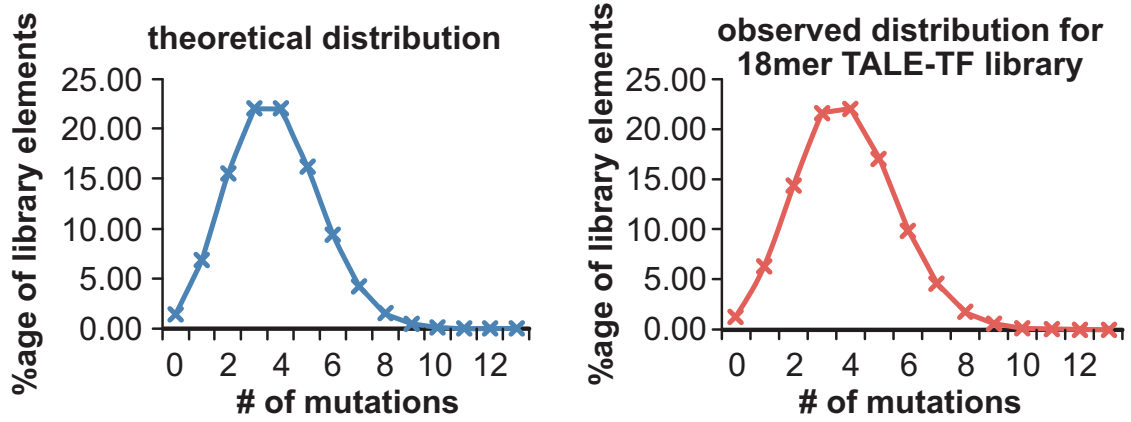 theoretical distribution
%age of library elements
25.00
20.00
15.00
10.00
5.00
0.00
0 2 4 6 8 10 12
# of mutations
observed distribution for
18mer TALE-TF library
%age of library elements
25.00
20.00
15.00
10.00
5.00
0.00
0 2 4 6 8 10 12
# of mutations